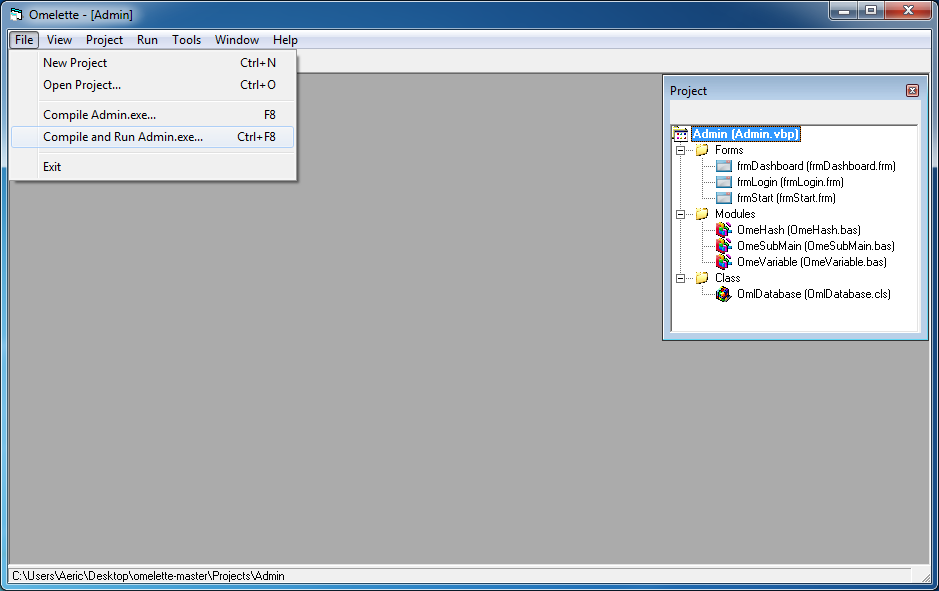 Omelette - [Admin]
File View Project Run Tools Window Help
New Project Ctrl+N
Open Project... Ctrl+O
Compile Admin.exe... F8
Compile and Run Admin.exe... Ctrl+F8
Exit
Project
Admin (Admin.vbp)
Forms
frmDashboard (frmDashboard.frm)
frmLogin (frmLogin.frm)
frmStart (frmStart.frm)
Modules
OmeHash (OmeHash.bas)
OmeSubMain (OmeSubMain.bas)
OmeVariable (OmeVariable.bas)
Class
OmlDatabase (OmlDatabase.cls)
C:\Users\Aeric\Desktop\omelette-master\Projects\Admin